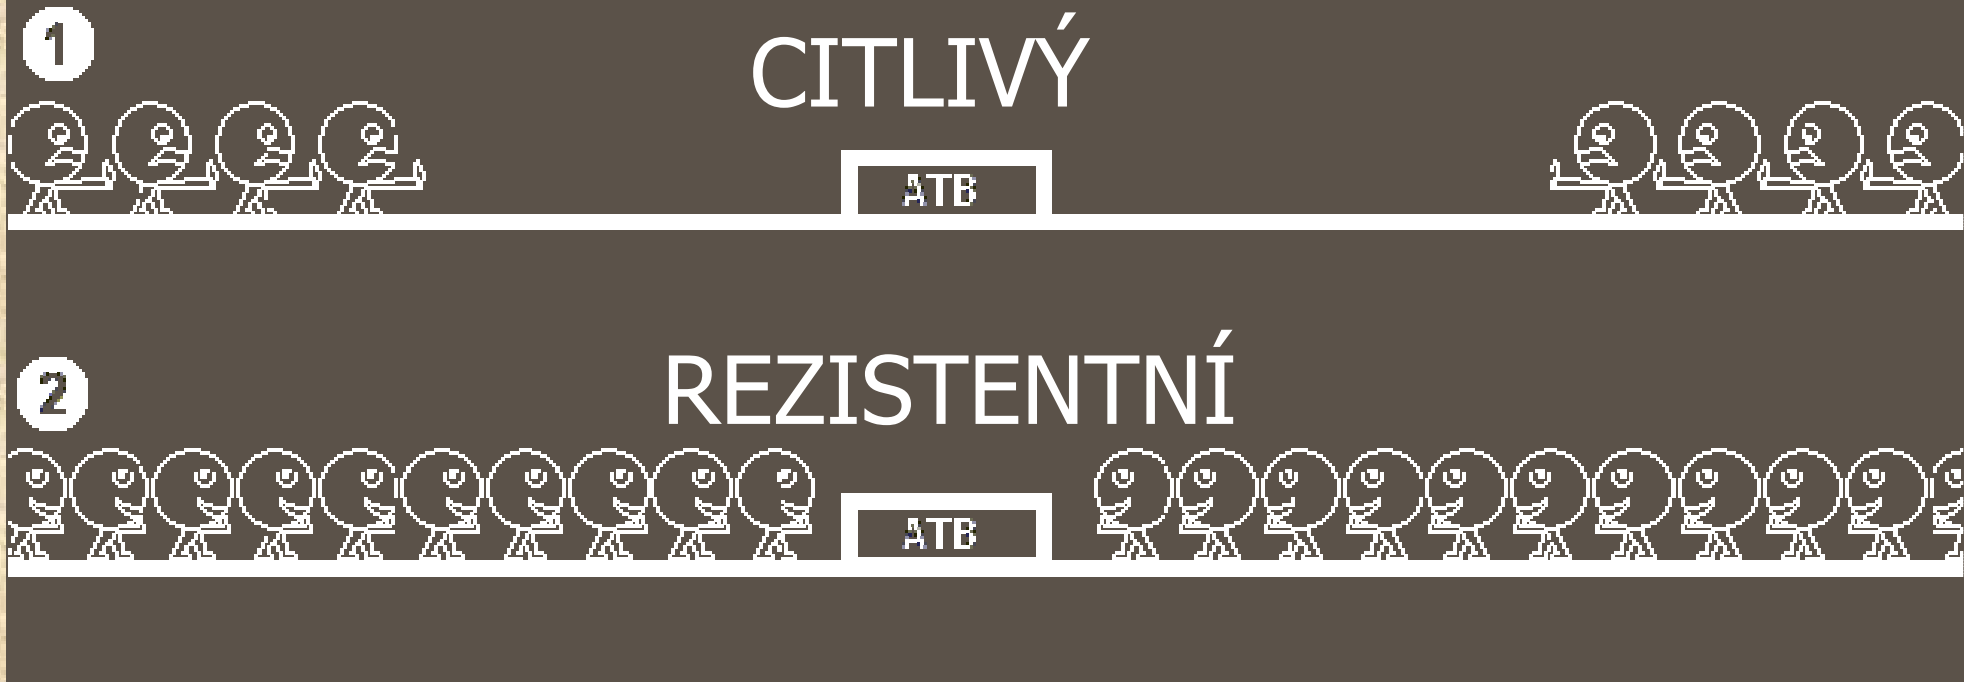 1
CITLIVÝ
ATB
2
REZISTENTNÍ
ATB